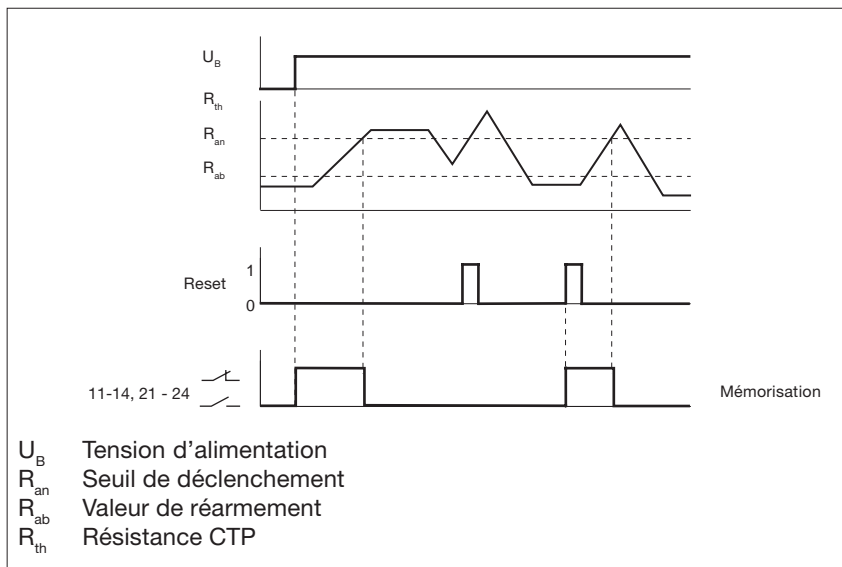 U_B
R_th
R_an
R_ab
Reset
1
0
11-14, 21 - 24
Mémorisation
U_B Tension d’alimentation
R_an Seuil de déclenchement
R_ab Valeur de réarmement
R_th Résistance CTP